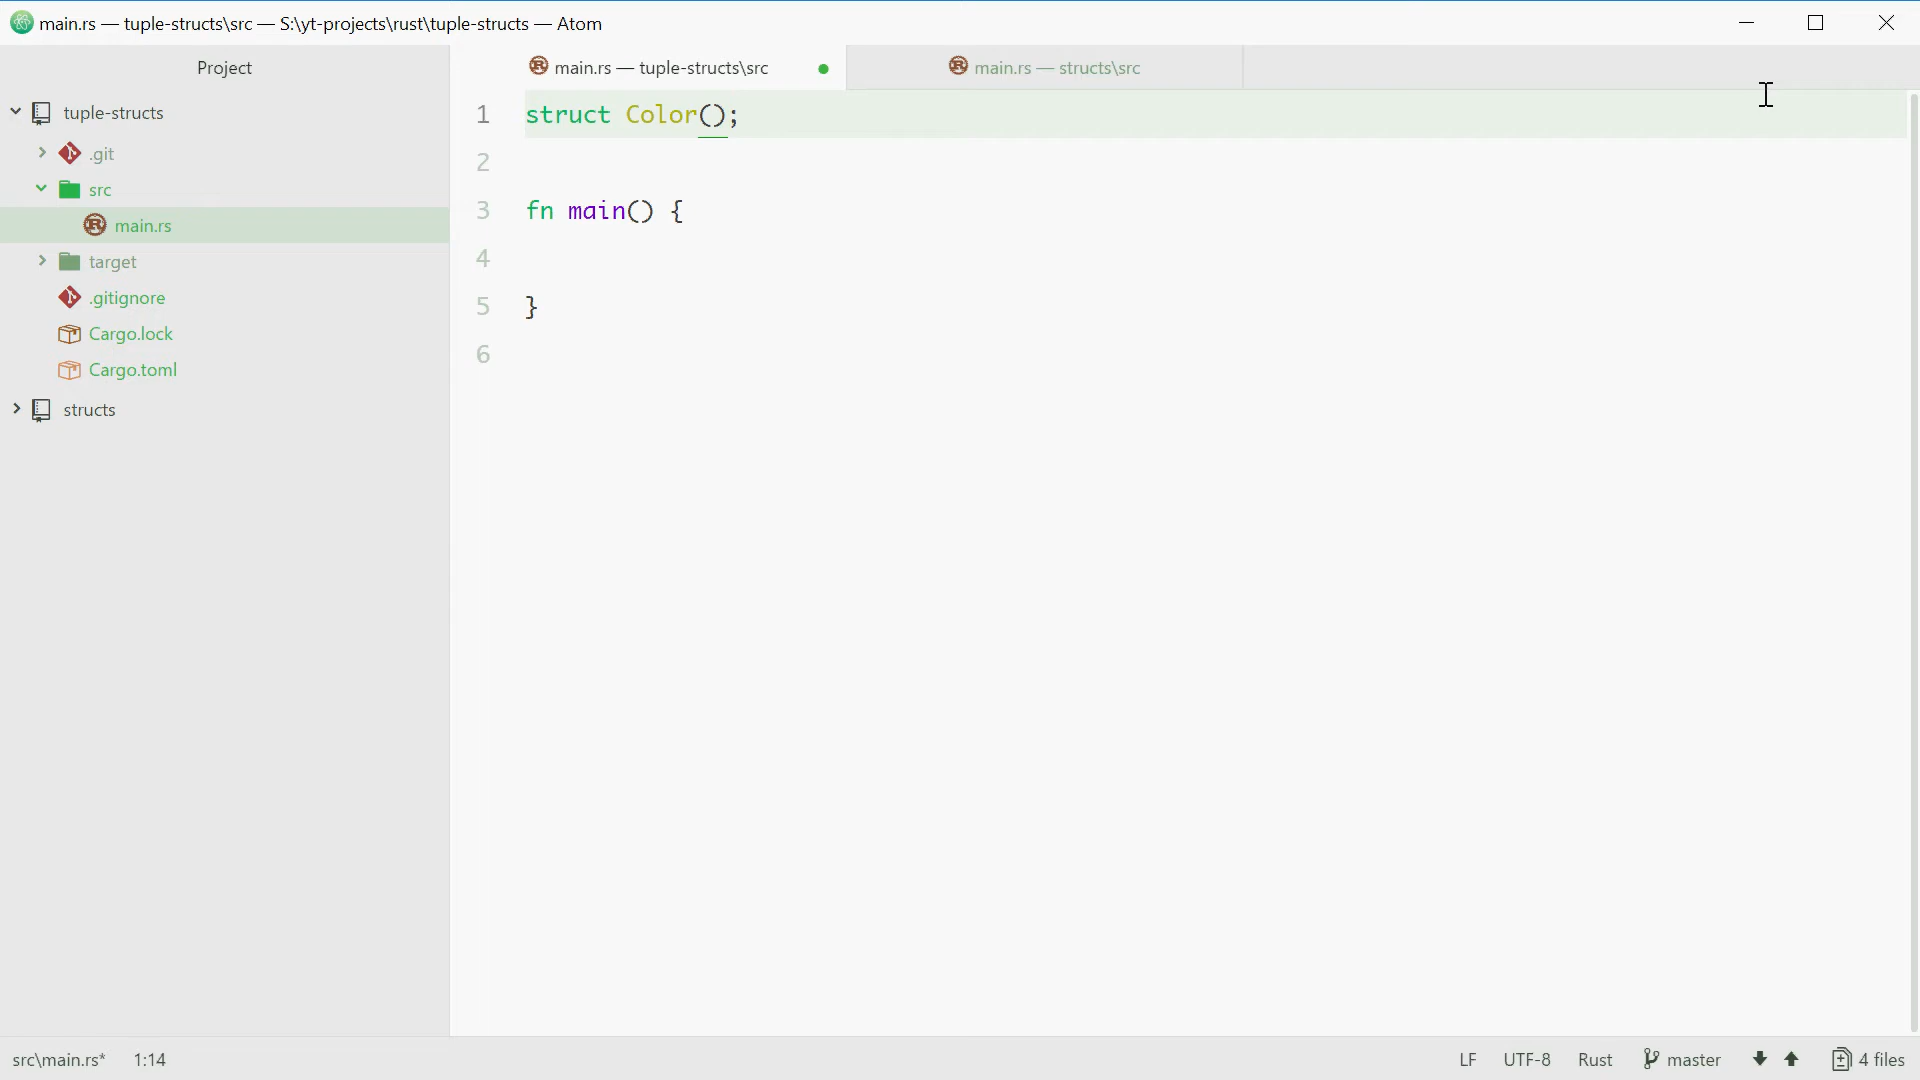 main.rs — tuple-structs\src — S:\yt-projects\rust\tuple-structs — Atom
Project
main.rs — tuple-structs\src
main.rs — structs\src
tuple-structs
.git
src
main.rs
target
.gitignore
Cargo.lock
Cargo.toml
structs
1 struct Color();
2
3 fn main() {
4
5 }
6
src\main.rs* 1:14
LF UTF-8 Rust master 4 files